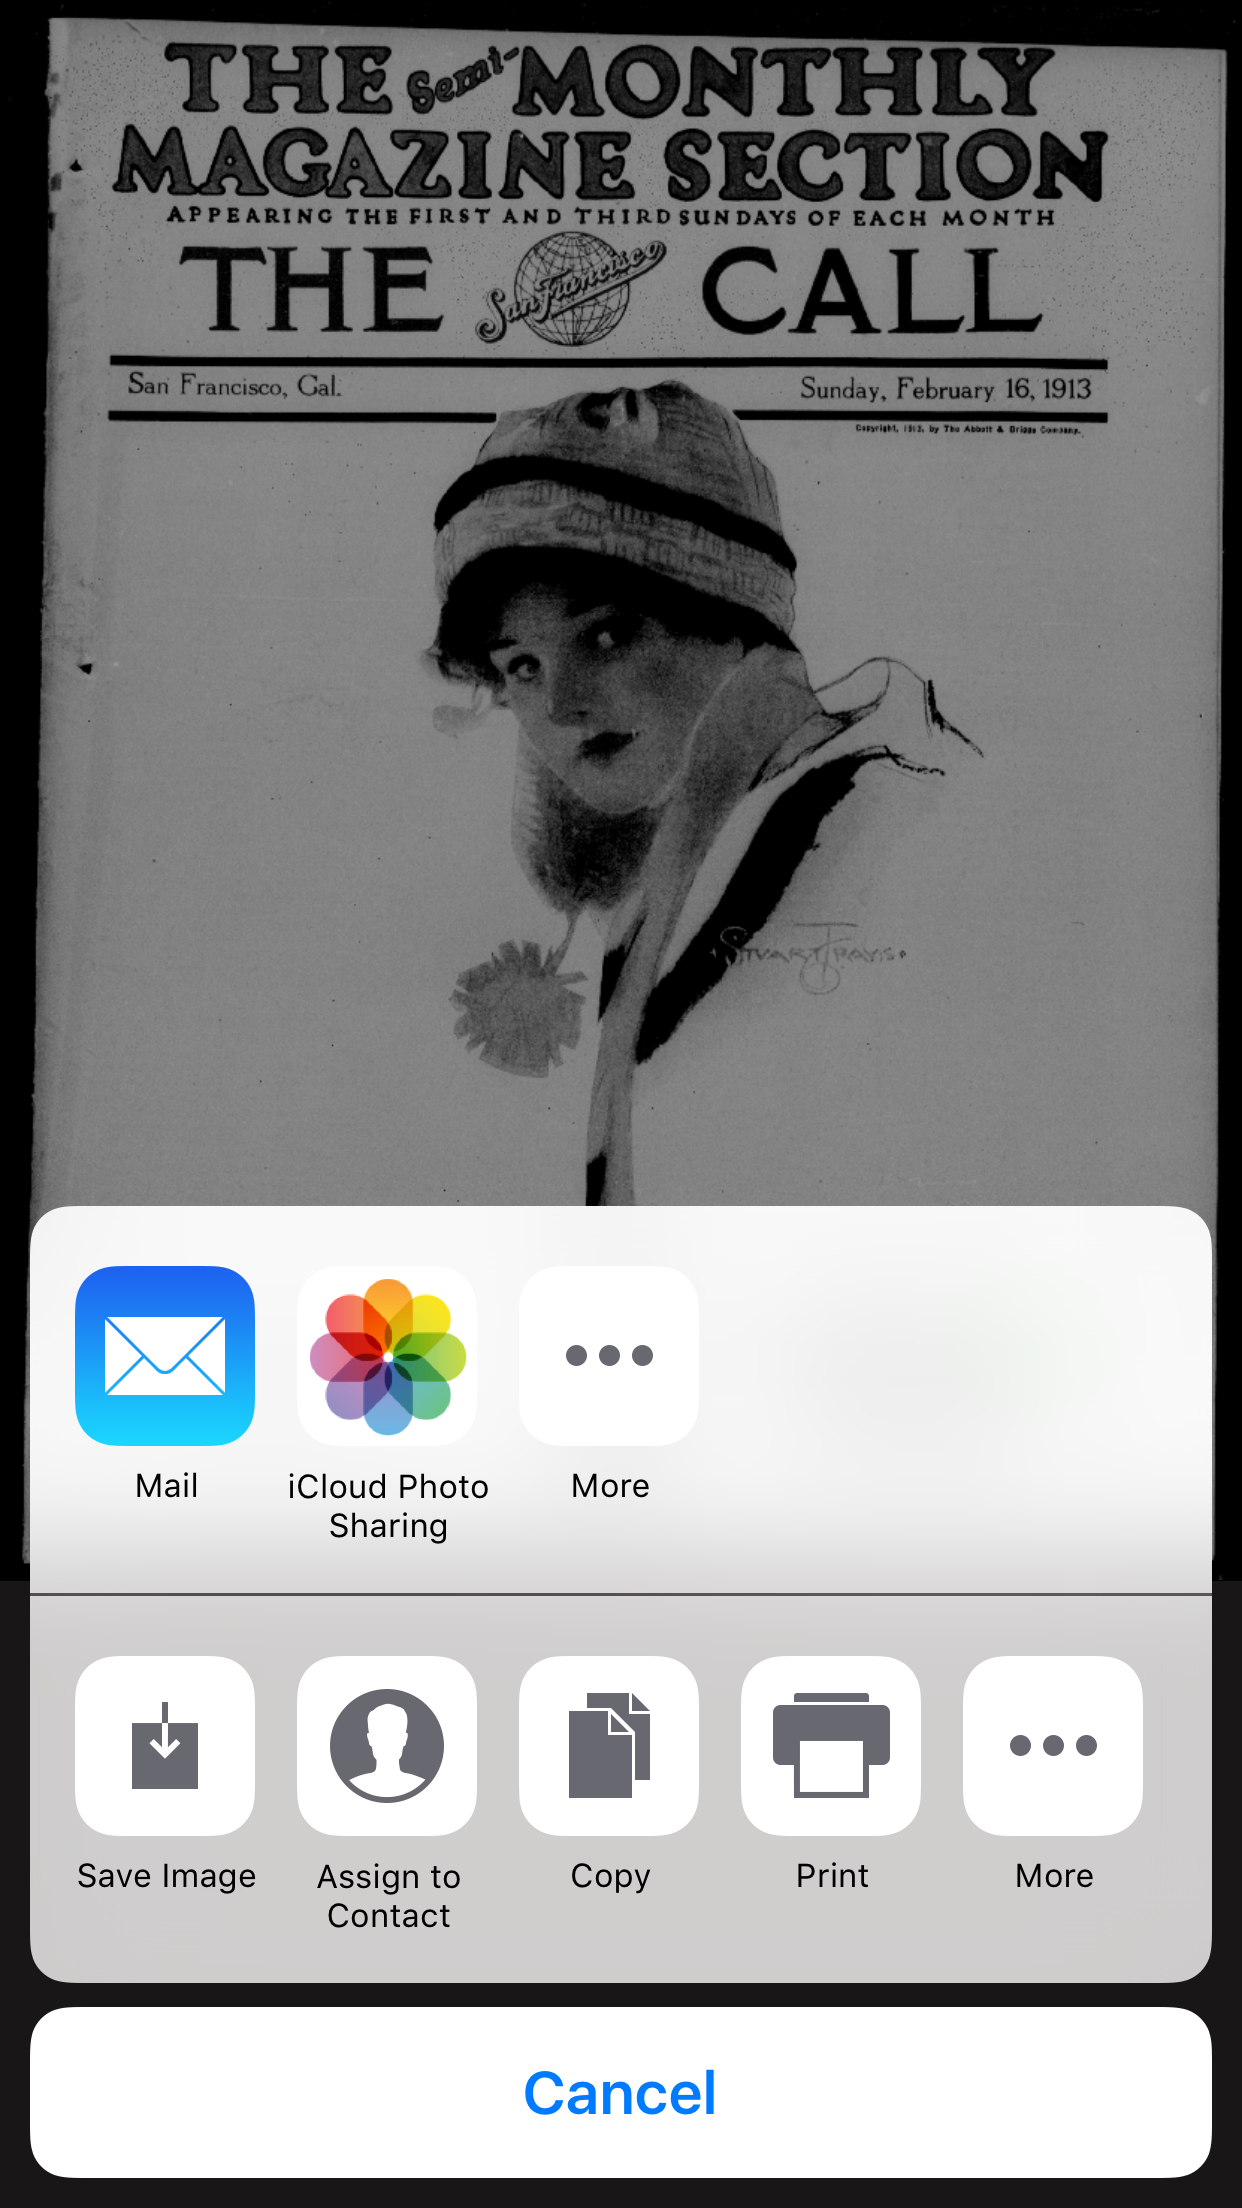 THE Semi-MONTHLY
MAGAZINE SECTION
APPEARING THE FIRST AND THIRD SUNDAYS OF EACH MONTH
THE San Francisco CALL
San Francisco, Cal. Sunday, February 16, 1913
Copyright, 1913, by The Abbott & Briggs Company.
STUART TRAVIS
Mail
iCloud Photo
Sharing
More
Save Image
Assign to
Contact
Copy
Print
More
Cancel